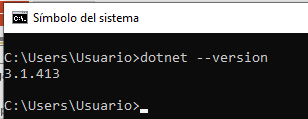 Símbolo del sistema
C:\Users\Usuario>dotnet --version
3.1.413
C:\Users\Usuario>